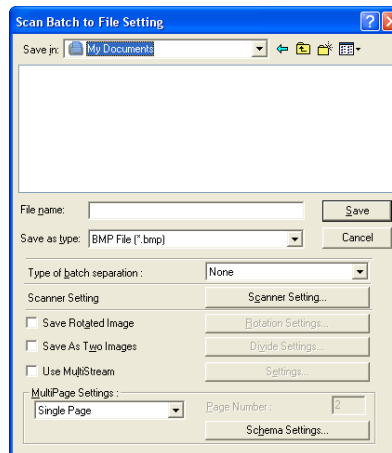 Scan Batch to File Setting
Save in: My Documents
File name: Save
Save as type: BMP File (*.bmp) Cancel
Type of batch separation : None
Scanner Setting Scanner Setting...
Save Rotated Image Rotation Settings...
Save As Two Images Divide Settings...
Use MultiStream Settings...
MultiPage Settings :
Single Page Page Number : 2
Schema Settings...